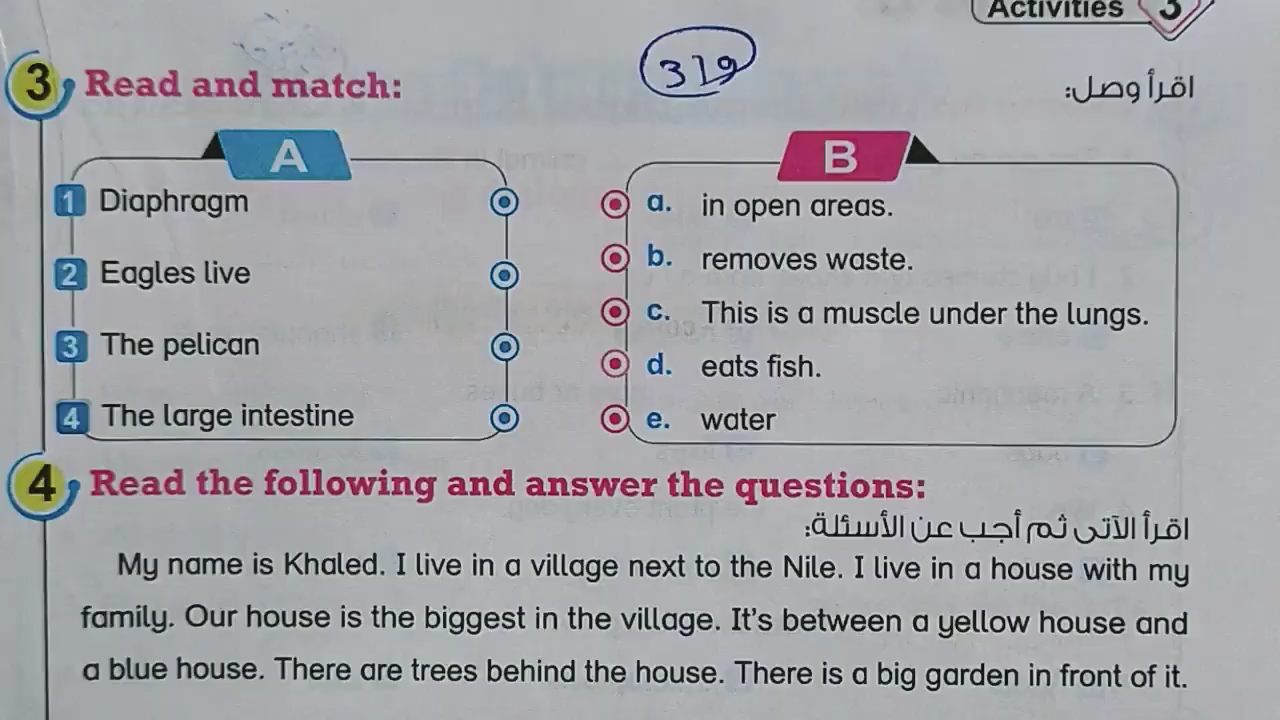 Activities 3
319
3 Read and match:
اقرأ وصل:
A
B
1 Diaphragm
2 Eagles live
3 The pelican
4 The large intestine
a. in open areas.
b. removes waste.
c. This is a muscle under the lungs.
d. eats fish.
e. water
4 Read the following and answer the questions:
اقرأ الآتى ثم أجب عن الأسئلة:
My name is Khaled. I live in a village next to the Nile. I live in a house with my
family. Our house is the biggest in the village. It's between a yellow house and
a blue house. There are trees behind the house. There is a big garden in front of it.